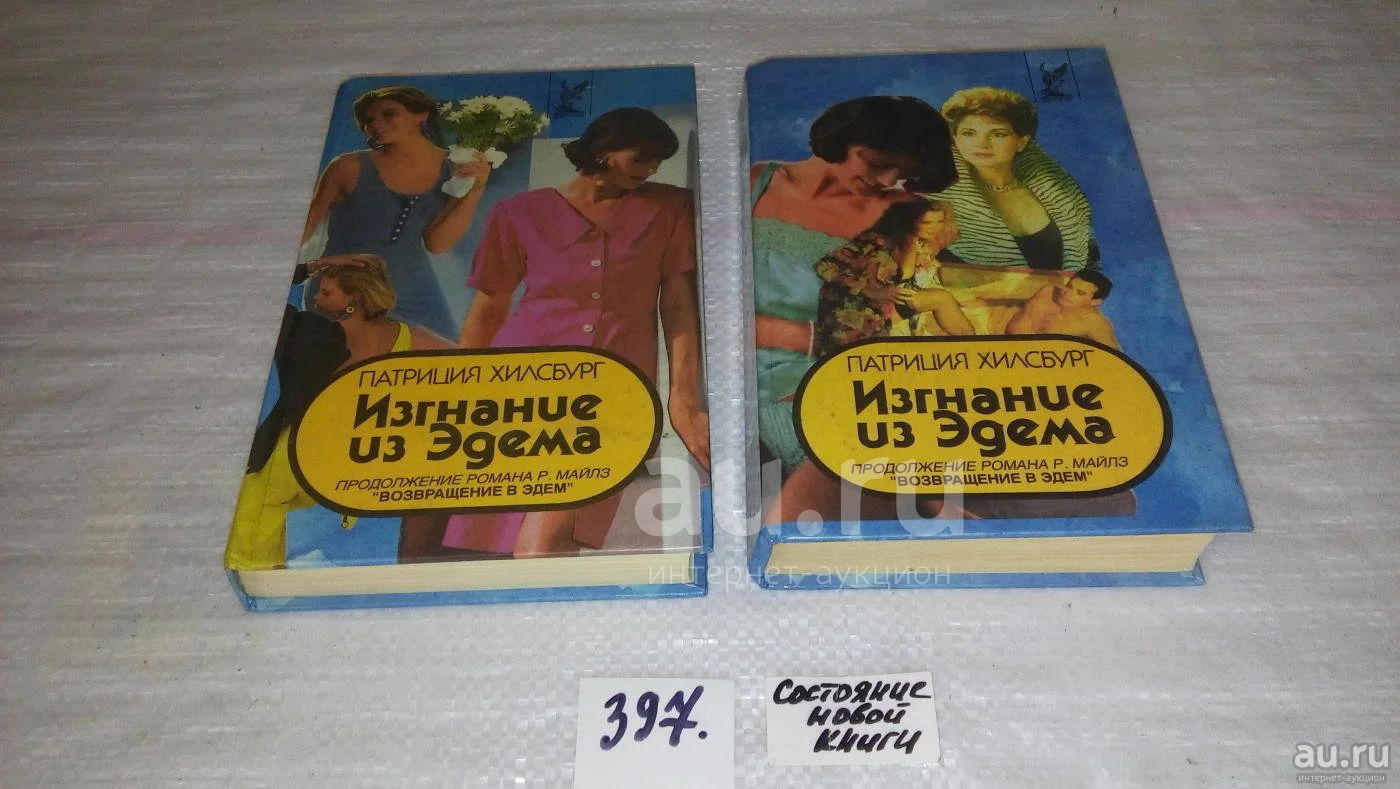 ПАТРИЦИЯ ХИЛСБУРГ
Изгнание
из Эдема
ПРОДОЛЖЕНИЕ РОМАНА Р. МАЙЛЗ
"ВОЗВРАЩЕНИЕ В ЭДЕМ"
ПАТРИЦИЯ ХИЛСБУРГ
Изгнание
из Эдема
ПРОДОЛЖЕНИЕ РОМАНА Р. МАЙЛЗ
"ВОЗВРАЩЕНИЕ В ЭДЕМ"
au.ru
интернет-аукцион
397.
Состояние
новой
книги
au.ru
интернет-аукцион